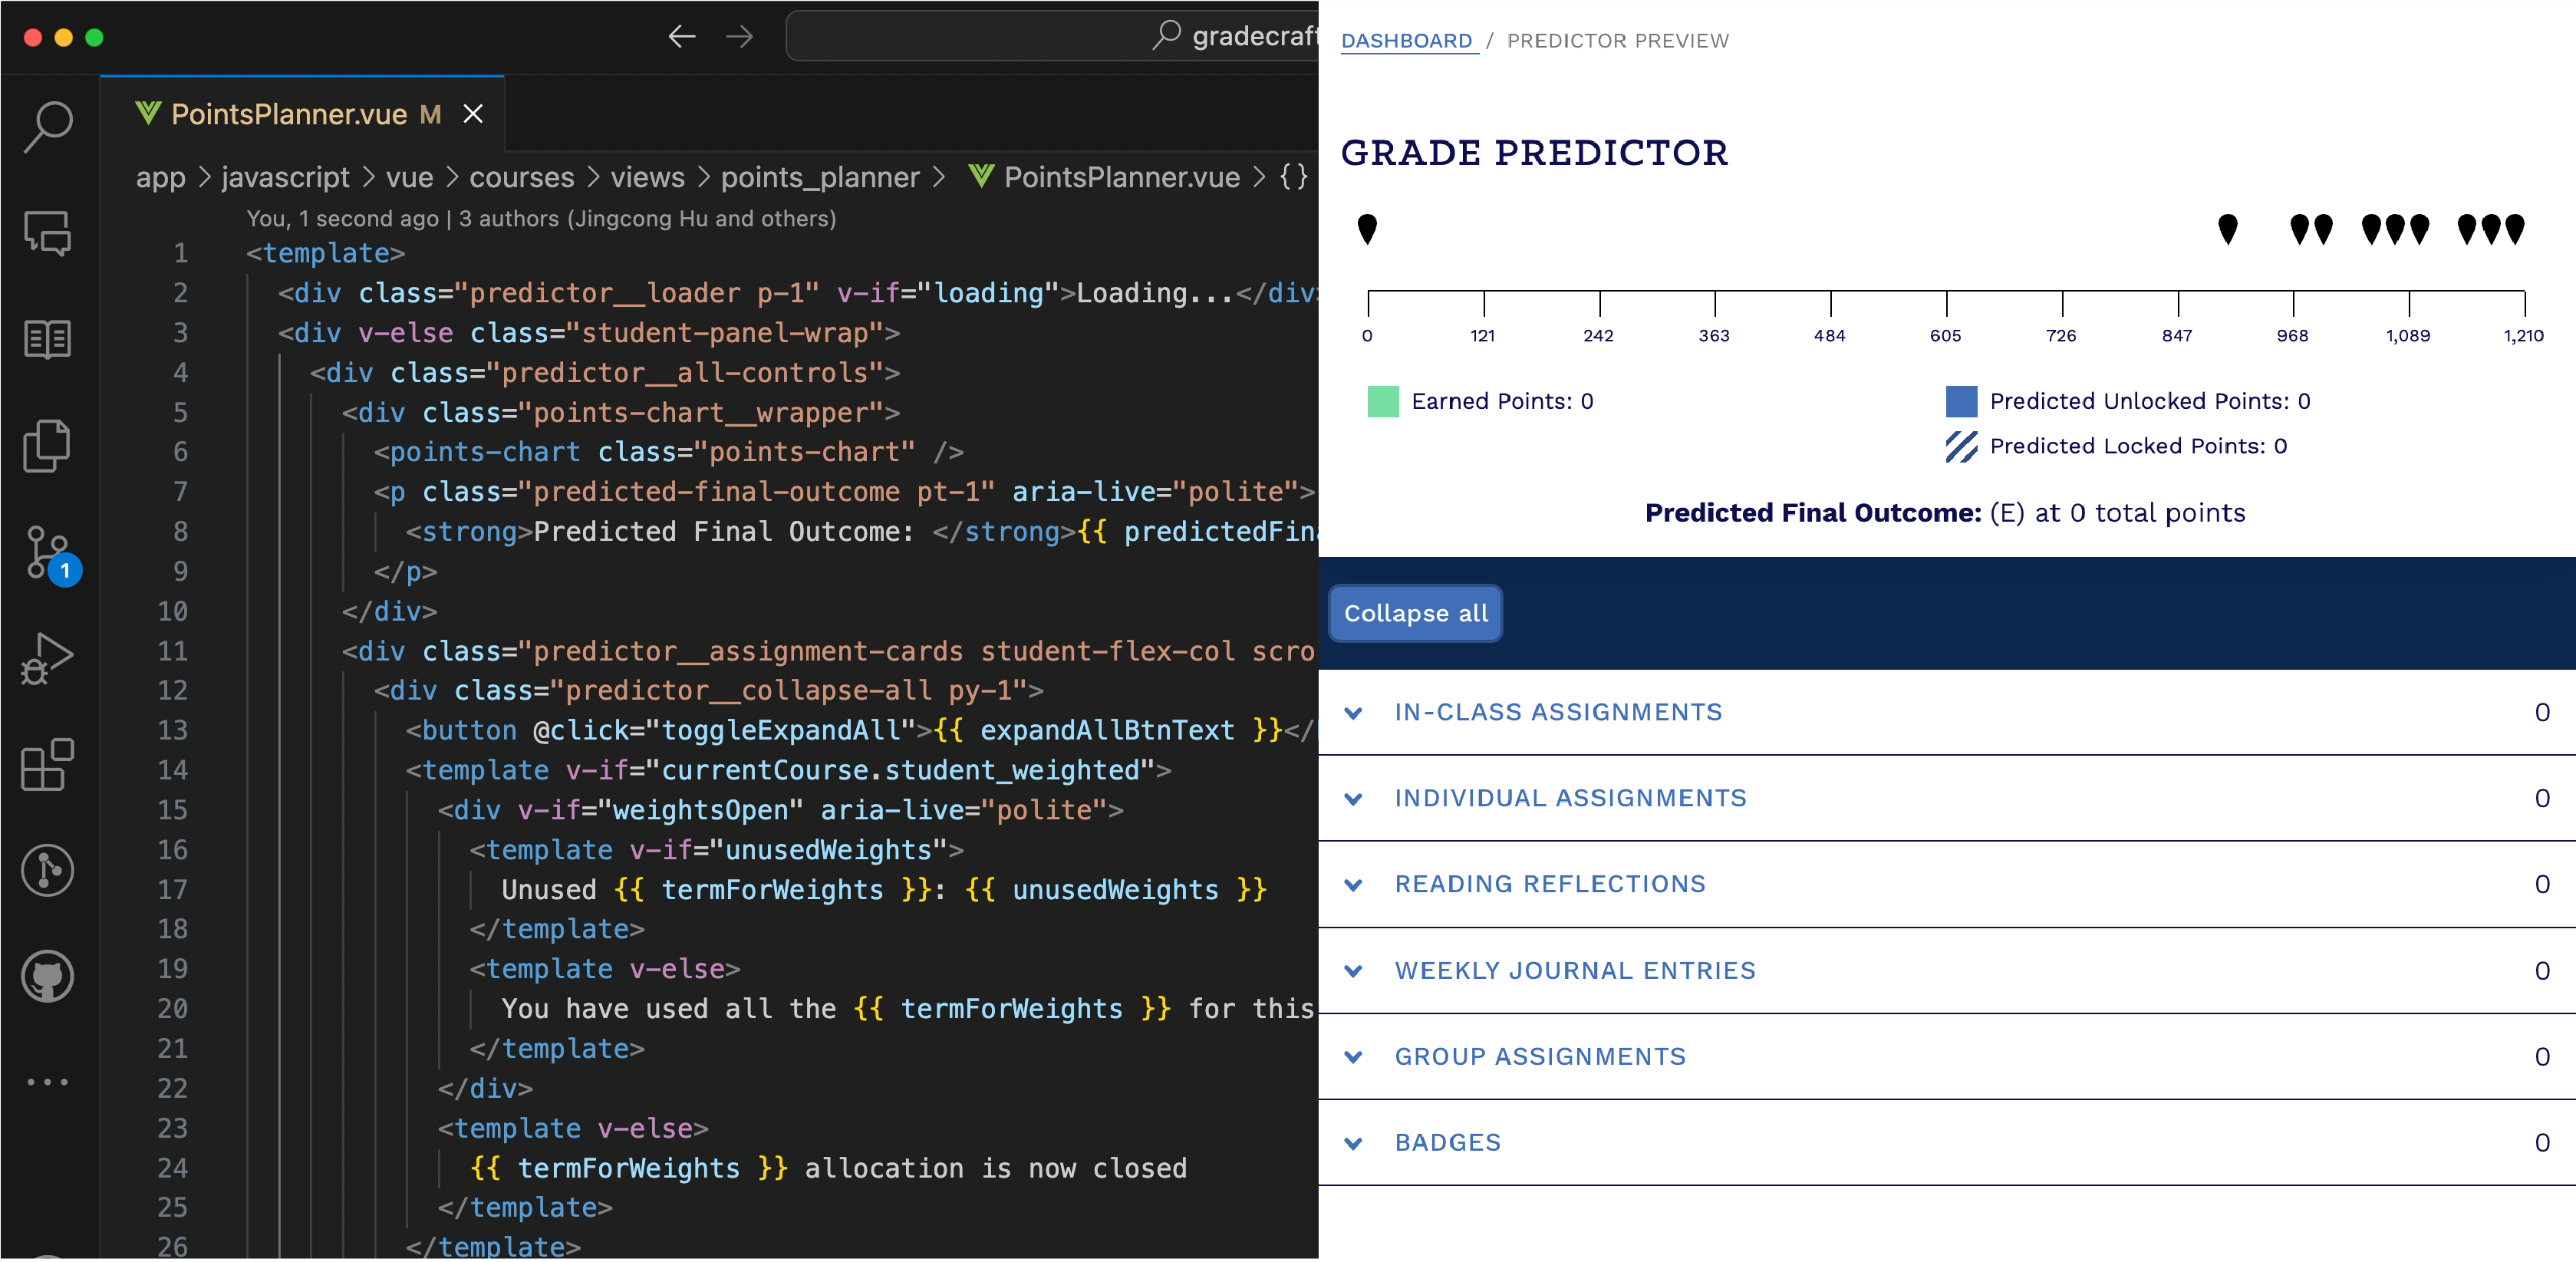 gradecraft
PointsPlanner.vue M
app > javascript > vue > courses > views > points_planner > PointsPlanner.vue > {}
You, 1 second ago | 3 authors (Jingcong Hu and others)
1 <template>
2 <div class="predictor__loader p-1" v-if="loading">Loading...</div>
3 <div v-else class="student-panel-wrap">
4 <div class="predictor__all-controls">
5 <div class="points-chart__wrapper">
6 <points-chart class="points-chart" />
7 <p class="predicted-final-outcome pt-1" aria-live="polite">
8 <strong>Predicted Final Outcome: </strong>{{ predictedFin
9 </p>
10 </div>
11 <div class="predictor__assignment-cards student-flex-col scro
12 <div class="predictor__collapse-all py-1">
13 <button @click="toggleExpandAll">{{ expandAllBtnText }}</
14 <template v-if="currentCourse.student_weighted">
15 <div v-if="weightsOpen" aria-live="polite">
16 <template v-if="unusedWeights">
17 Unused {{ termForWeights }}: {{ unusedWeights }}
18 </template>
19 <template v-else>
20 You have used all the {{ termForWeights }} for this
21 </template>
22 </div>
23 <template v-else>
24 {{ termForWeights }} allocation is now closed
25 </template>
26 </template>
1
DASHBOARD / PREDICTOR PREVIEW
GRADE PREDICTOR
0 121 242 363 484 605 726 847 968 1,089 1,210
Earned Points: 0
Predicted Unlocked Points: 0
Predicted Locked Points: 0
Predicted Final Outcome: (E) at 0 total points
Collapse all
IN-CLASS ASSIGNMENTS 0
INDIVIDUAL ASSIGNMENTS 0
READING REFLECTIONS 0
WEEKLY JOURNAL ENTRIES 0
GROUP ASSIGNMENTS 0
BADGES 0